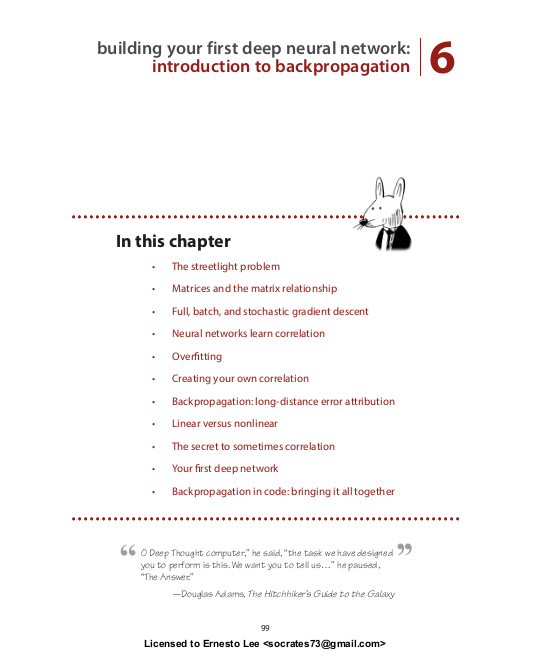 building your first deep neural network:
introduction to backpropagation
6
In this chapter
• The streetlight problem
• Matrices and the matrix relationship
• Full, batch, and stochastic gradient descent
• Neural networks learn correlation
• Overfitting
• Creating your own correlation
• Backpropagation: long-distance error attribution
• Linear versus nonlinear
• The secret to sometimes correlation
• Your first deep network
• Backpropagation in code: bringing it all together
“ O Deep Thought computer,” he said, “the task we have designed ”
you to perform is this. We want you to tell us…” he paused,
“The Answer.”
—Douglas Adams, The Hitchhiker’s Guide to the Galaxy
99
Licensed to Ernesto Lee <socrates73@gmail.com>